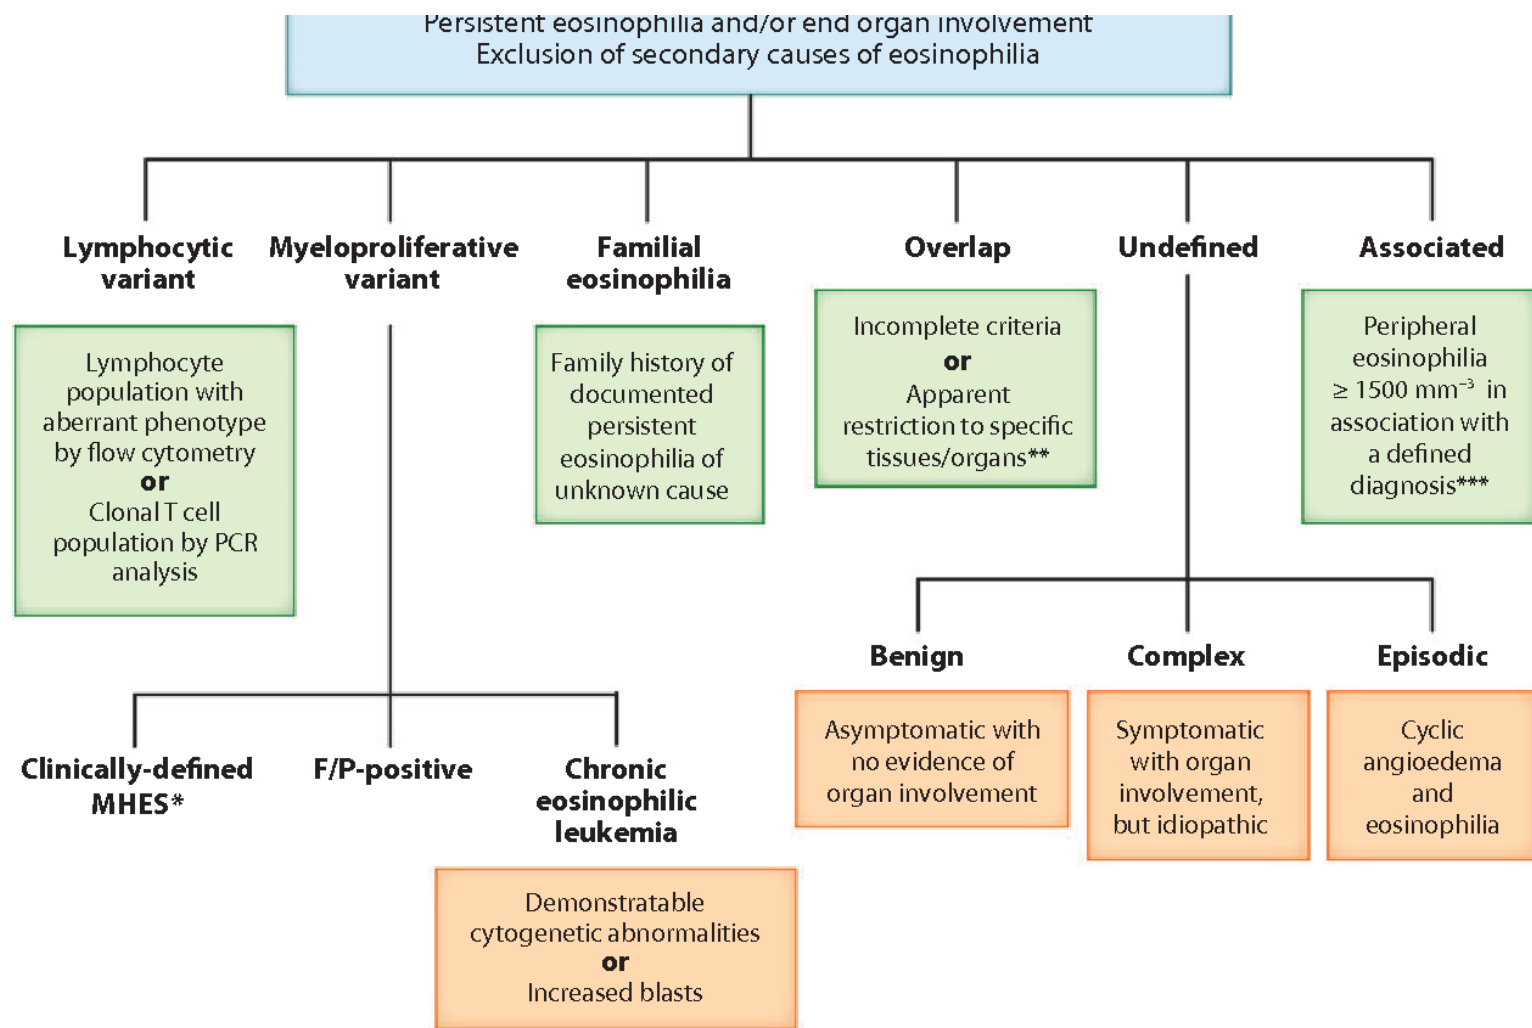 Persistent eosinophilia and/or end organ involvement
Exclusion of secondary causes of eosinophilia
Lymphocytic
variant
Myeloproliferative
variant
Familial
eosinophilia
Overlap
Undefined
Associated
Lymphocyte
population with
aberrant phenotype
by flow cytometry
or
Clonal T cell
population by PCR
analysis
Family history of
documented
persistent
eosinophilia of
unknown cause
Incomplete criteria
or
Apparent
restriction to specific
tissues/organs**
Peripheral
eosinophilia
≥ 1500 mm⁻³ in
association with
a defined
diagnosis***
Clinically-defined
MHES*
F/P-positive
Chronic
eosinophilic
leukemia
Demonstratable
cytogenetic abnormalities
or
Increased blasts
Benign
Complex
Episodic
Asymptomatic with
no evidence of
organ involvement
Symptomatic
with organ
involvement,
but idiopathic
Cyclic
angioedema
and
eosinophilia